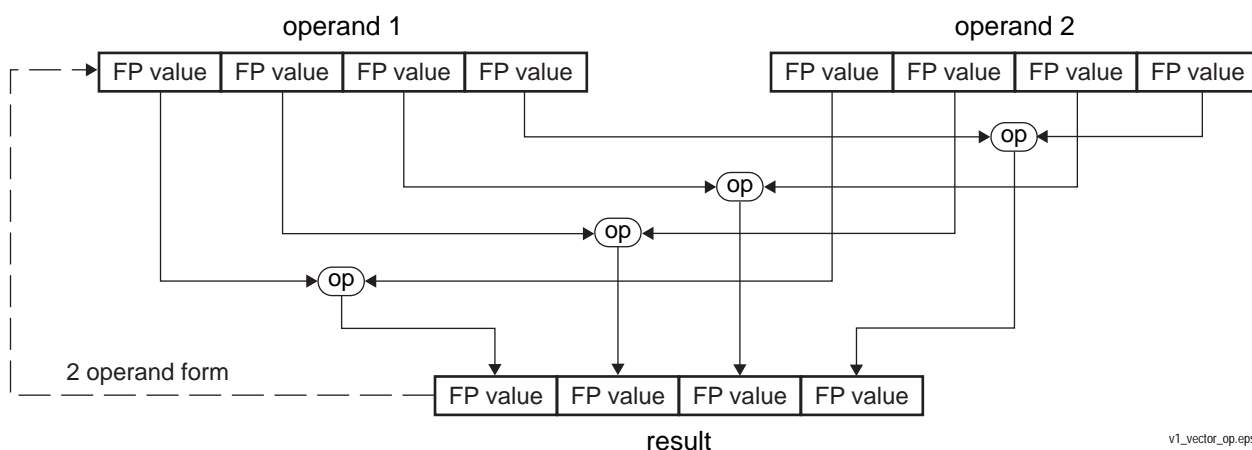 operand 1
operand 2
FP value FP value FP value FP value
FP value FP value FP value FP value
op
op
op
op
2 operand form
FP value FP value FP value FP value
result
v1_vector_op.eps